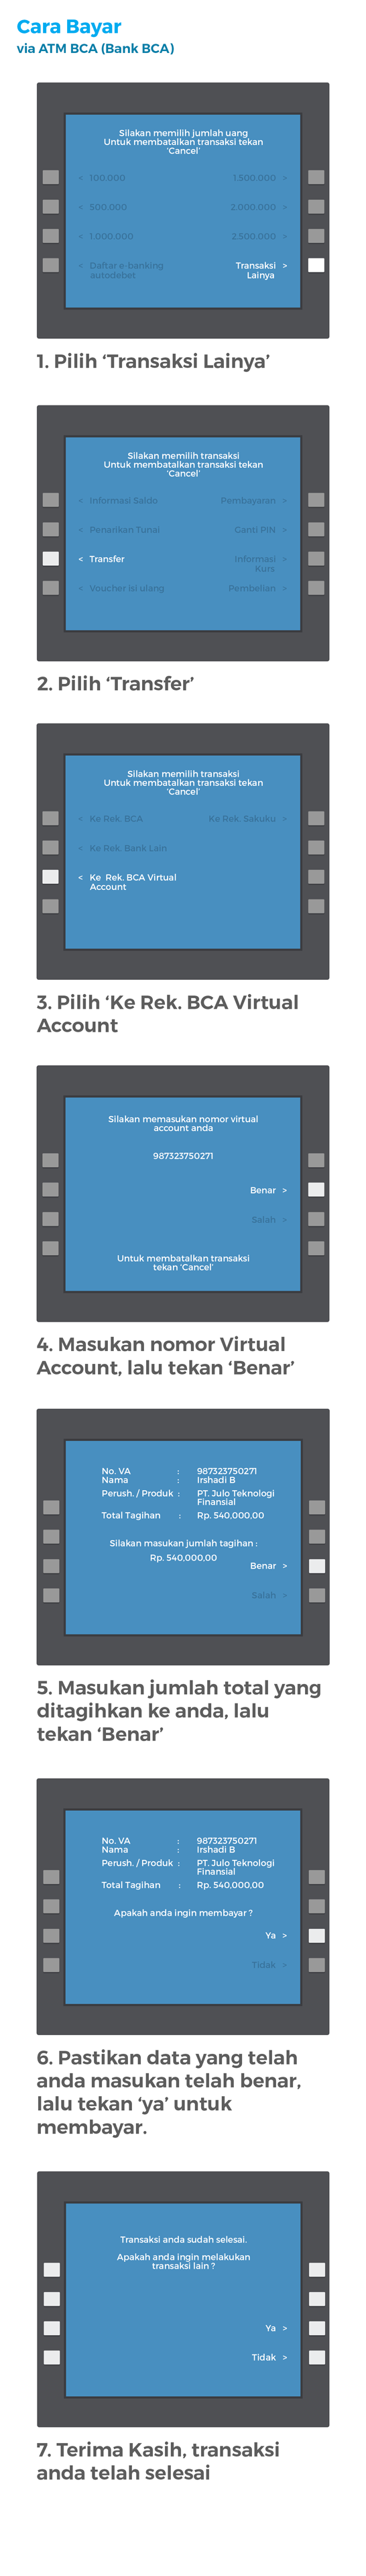 Cara Bayar
via ATM BCA (Bank BCA)
Silakan memilih jumlah uang
Untuk membatalkan transaksi tekan
'Cancel'
< 100.000 1.500.000 >
< 500.000 2.000.000 >
< 1.000.000 2.500.000 >
< Daftar e-banking Transaksi >
autodebet Lainya
1. Pilih ‘Transaksi Lainya’
Silakan memilih transaksi
Untuk membatalkan transaksi tekan
'Cancel'
< Informasi Saldo Pembayaran >
< Penarikan Tunai Ganti PIN >
< Transfer Informasi >
Kurs
< Voucher isi ulang Pembelian >
2. Pilih ‘Transfer’
Silakan memilih transaksi
Untuk membatalkan transaksi tekan
'Cancel'
< Ke Rek. BCA Ke Rek. Sakuku >
< Ke Rek. Bank Lain
< Ke Rek. BCA Virtual
Account
3. Pilih ‘Ke Rek. BCA Virtual
Account
Silakan memasukan nomor virtual
account anda
987323750271
Benar >
Salah >
Untuk membatalkan transaksi
tekan 'Cancel'
4. Masukan nomor Virtual
Account, lalu tekan ‘Benar’
No. VA : 987323750271
Nama : Irshadi B
Perush. / Produk : PT. Julo Teknologi
Finansial
Total Tagihan : Rp. 540,000,00
Silakan masukan jumlah tagihan :
Rp. 540,000,00
Benar >
Salah >
5. Masukan jumlah total yang
ditagihkan ke anda, lalu
tekan ‘Benar’
No. VA : 987323750271
Nama : Irshadi B
Perush. / Produk : PT. Julo Teknologi
Finansial
Total Tagihan : Rp. 540,000,00
Apakah anda ingin membayar ?
Ya >
Tidak >
6. Pastikan data yang telah
anda masukan telah benar,
lalu tekan ‘ya’ untuk
membayar.
Transaksi anda sudah selesai.
Apakah anda ingin melakukan
transaksi lain ?
Ya >
Tidak >
7. Terima Kasih, transaksi
anda telah selesai